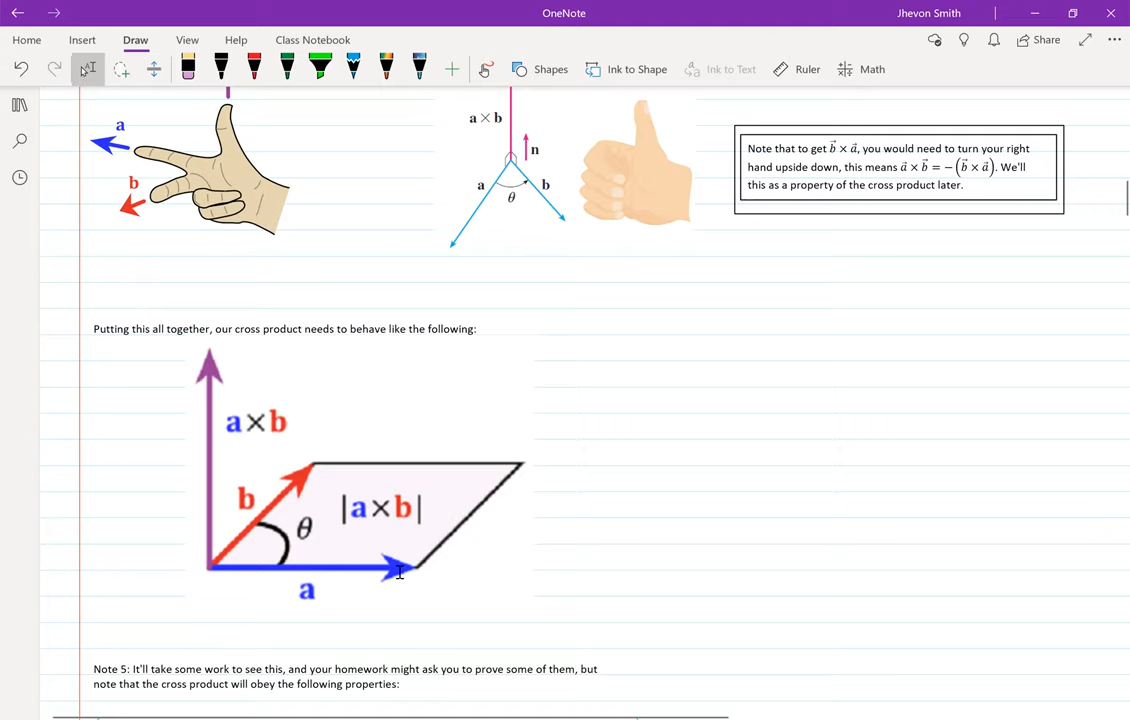 OneNote
Jhevon Smith
Home
Insert
Draw
View
Help
Class Notebook
Share
Shapes
Ink to Shape
Ink to Text
Ruler
Math
a
b
a × b
n
a
b
θ
Note that to get b⃗ × a⃗, you would need to turn your right
hand upside down, this means a⃗ × b⃗ = −(b⃗ × a⃗). We'll
this as a property of the cross product later.
Putting this all together, our cross product needs to behave like the following:
a×b
b
θ
|a×b|
a
Note 5: It'll take some work to see this, and your homework might ask you to prove some of them, but
note that the cross product will obey the following properties: